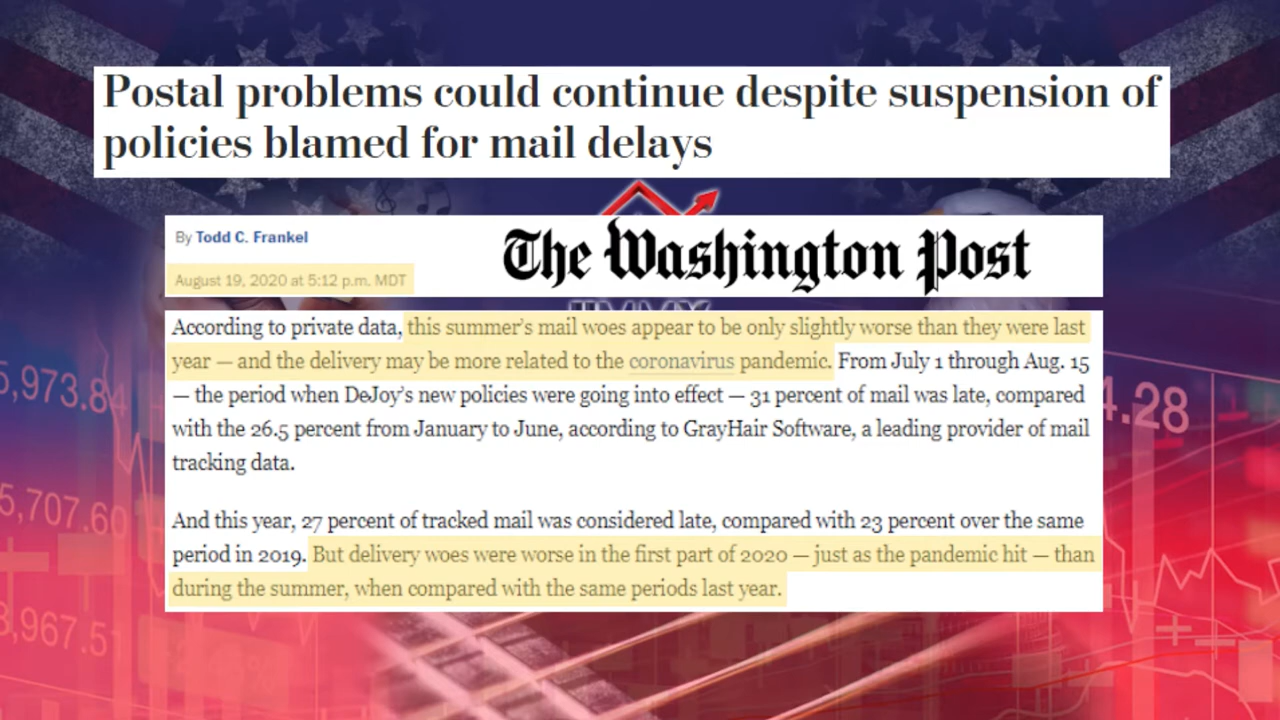 Postal problems could continue despite suspension of
policies blamed for mail delays
By Todd C. Frankel
The Washington Post
August 19, 2020 at 5:12 p.m. MDT
According to private data, this summer's mail woes appear to be only slightly worse than they were last
year — and the delivery may be more related to the coronavirus pandemic. From July 1 through Aug. 15
— the period when DeJoy's new policies were going into effect — 31 percent of mail was late, compared
with the 26.5 percent from January to June, according to GrayHair Software, a leading provider of mail
tracking data.
And this year, 27 percent of tracked mail was considered late, compared with 23 percent over the same
period in 2019. But delivery woes were worse in the first part of 2020 — just as the pandemic hit — than
during the summer, when compared with the same periods last year.
5,973.84
4.28
5,707.60
3,967.51